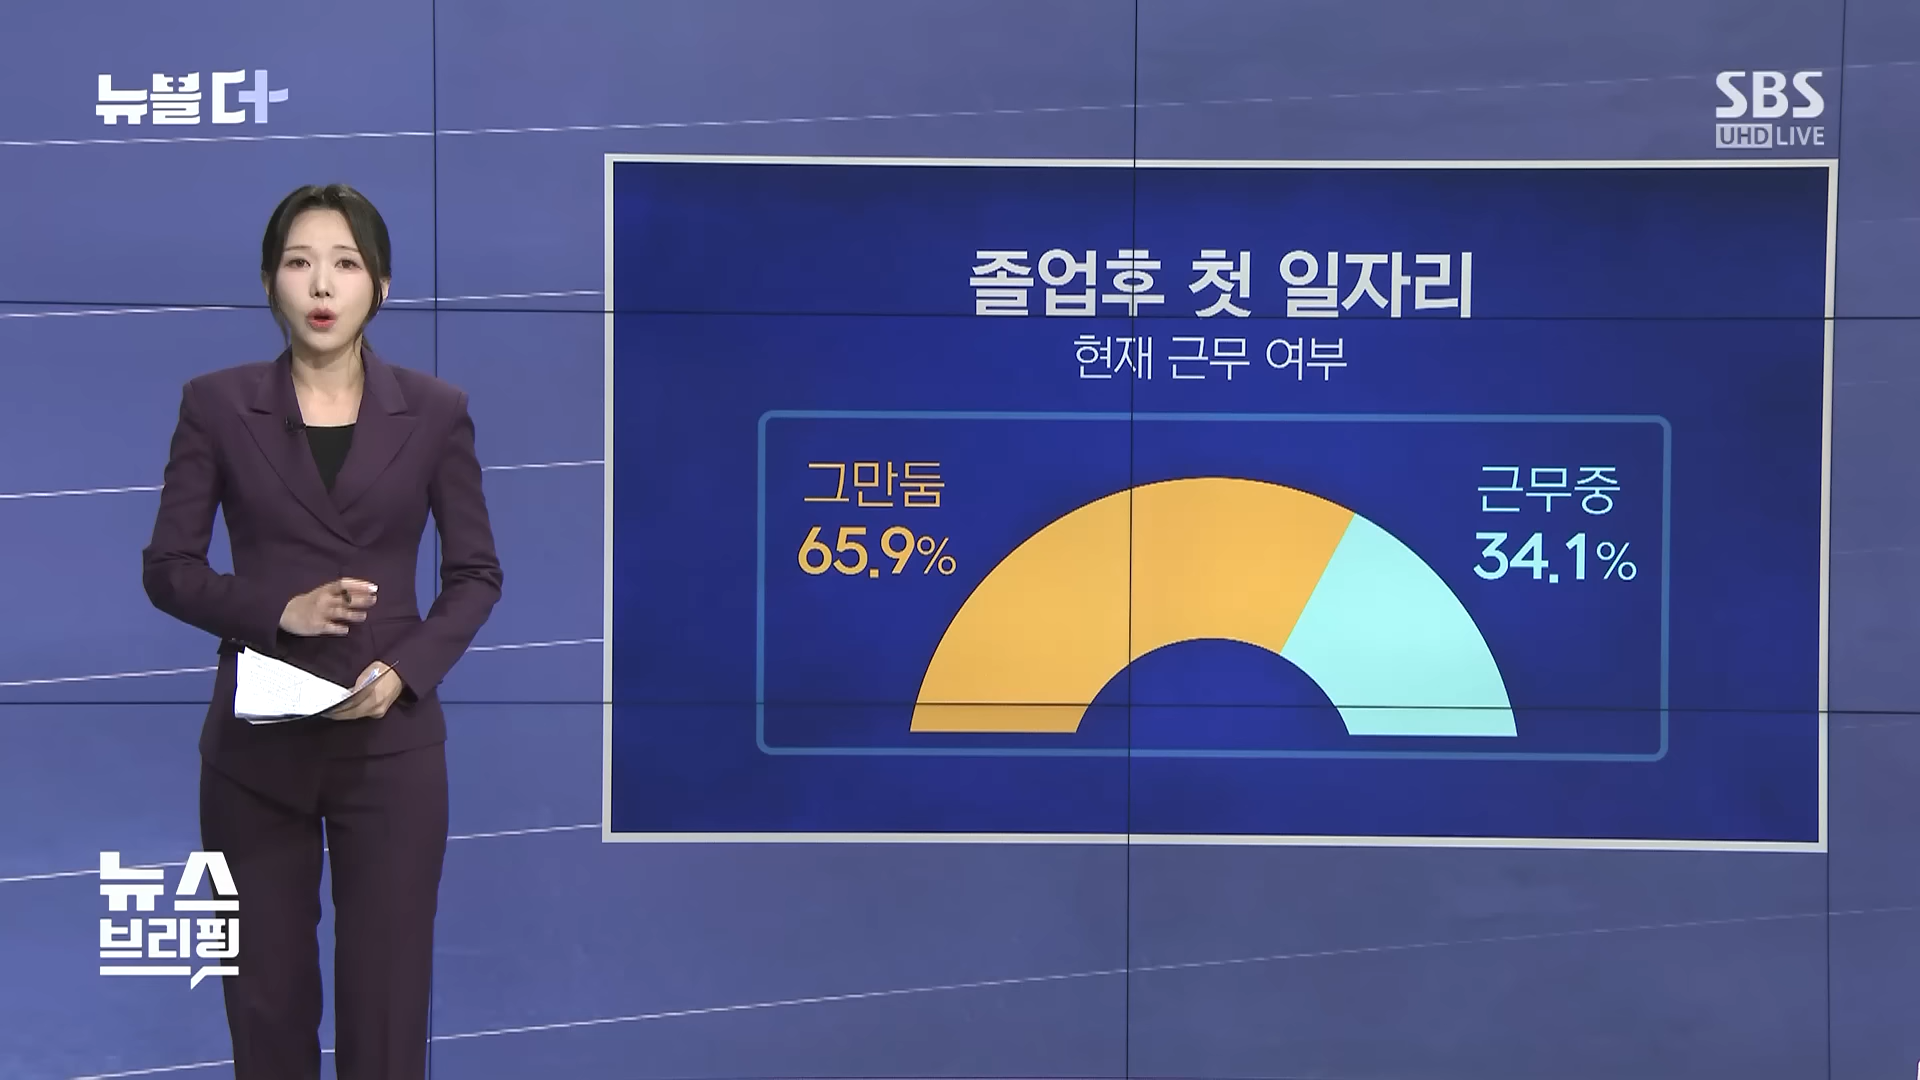 뉴블더+
SBS
UHD LIVE
졸업후 첫 일자리
현재 근무 여부
그만둠
65.9%
근무중
34.1%
뉴스
브리핑